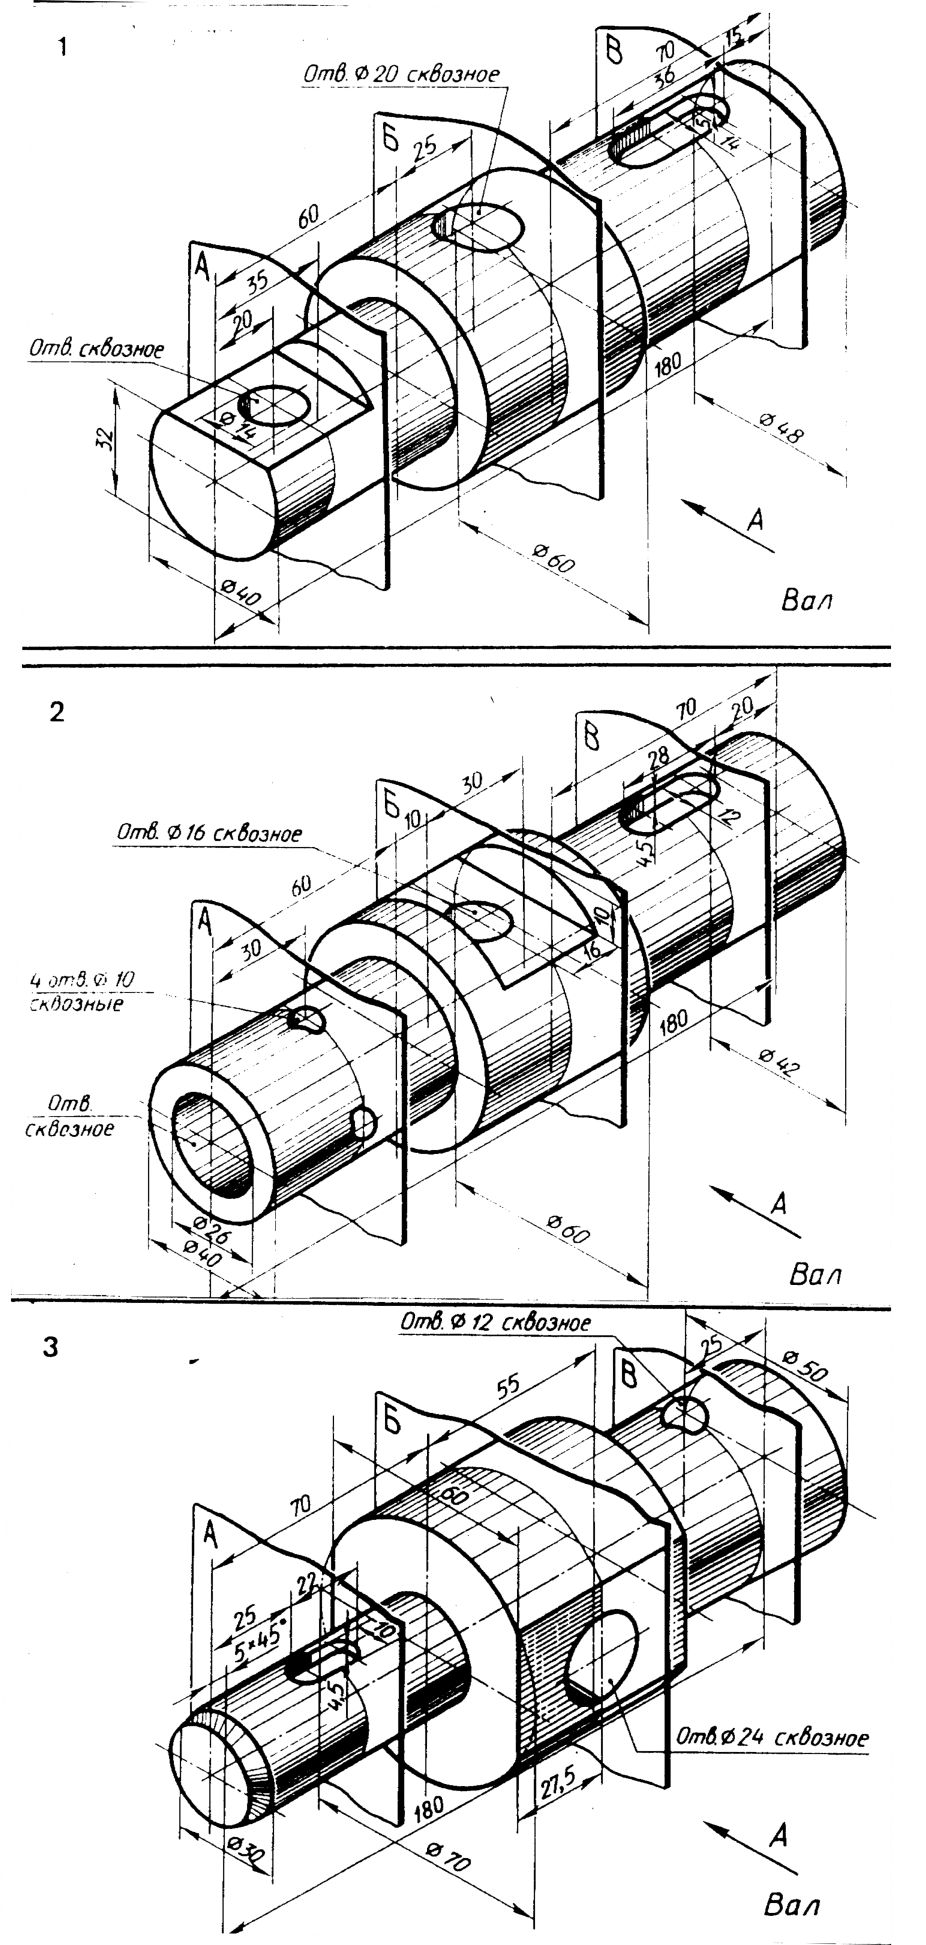 1
В
70
15
36
Отв. Ø 20 сквозное
Б
25
5
14
60
А
35
20
Отв. сквозное
Ø 14
32
180
Ø 48
А
Ø 60
Ø 40
Вал
2
70
20
В
28
30
Б
10
12
Отв. Ø 16 сквозное
4,5
60
А
10
30
16
4 отв. Ø 10
сквозные
180
Ø 42
Отв.
сквозное
А
Ø 26
Ø 60
Ø 40
Вал
3
Отв. Ø 12 сквозное
25
Ø 50
В
55
Б
60
70
А
22
25
10
5×45°
4,5
Отв. Ø 24 сквозное
27,5
180
А
Ø 30
Ø 70
Вал